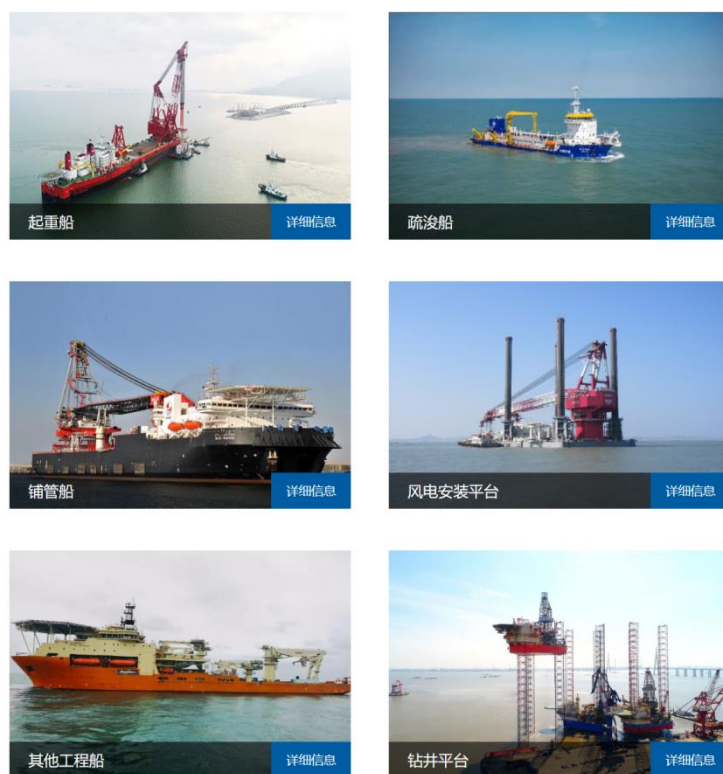 起重船 详细信息
疏浚船 详细信息
铺管船 详细信息
风电安装平台 详细信息
其他工程船 详细信息
钻井平台 详细信息